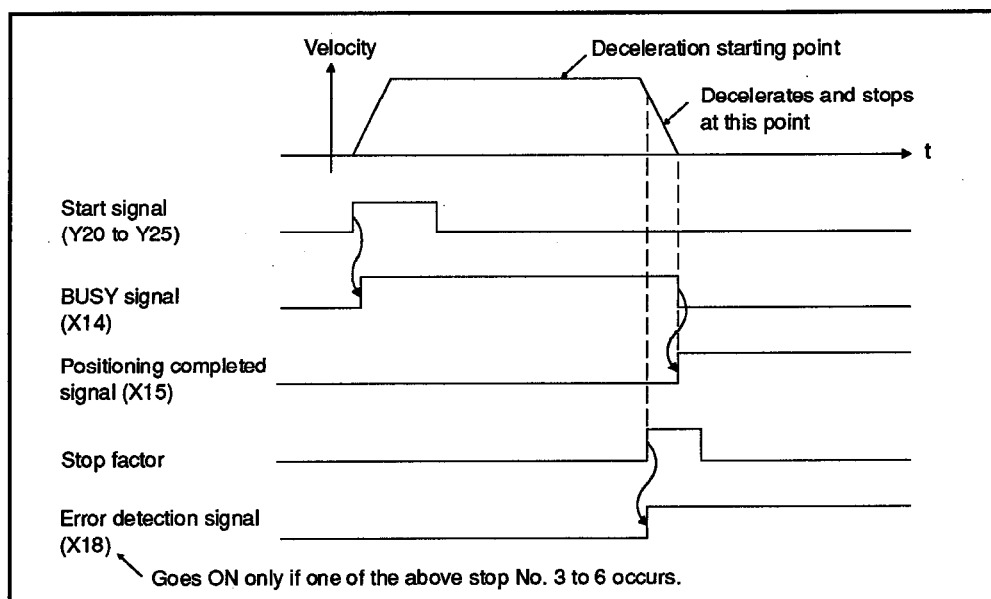 Velocity
Deceleration starting point
Decelerates and stops
at this point
t
Start signal
(Y20 to Y25)
BUSY signal
(X14)
Positioning completed
signal (X15)
Stop factor
Error detection signal
(X18)
Goes ON only if one of the above stop No. 3 to 6 occurs.